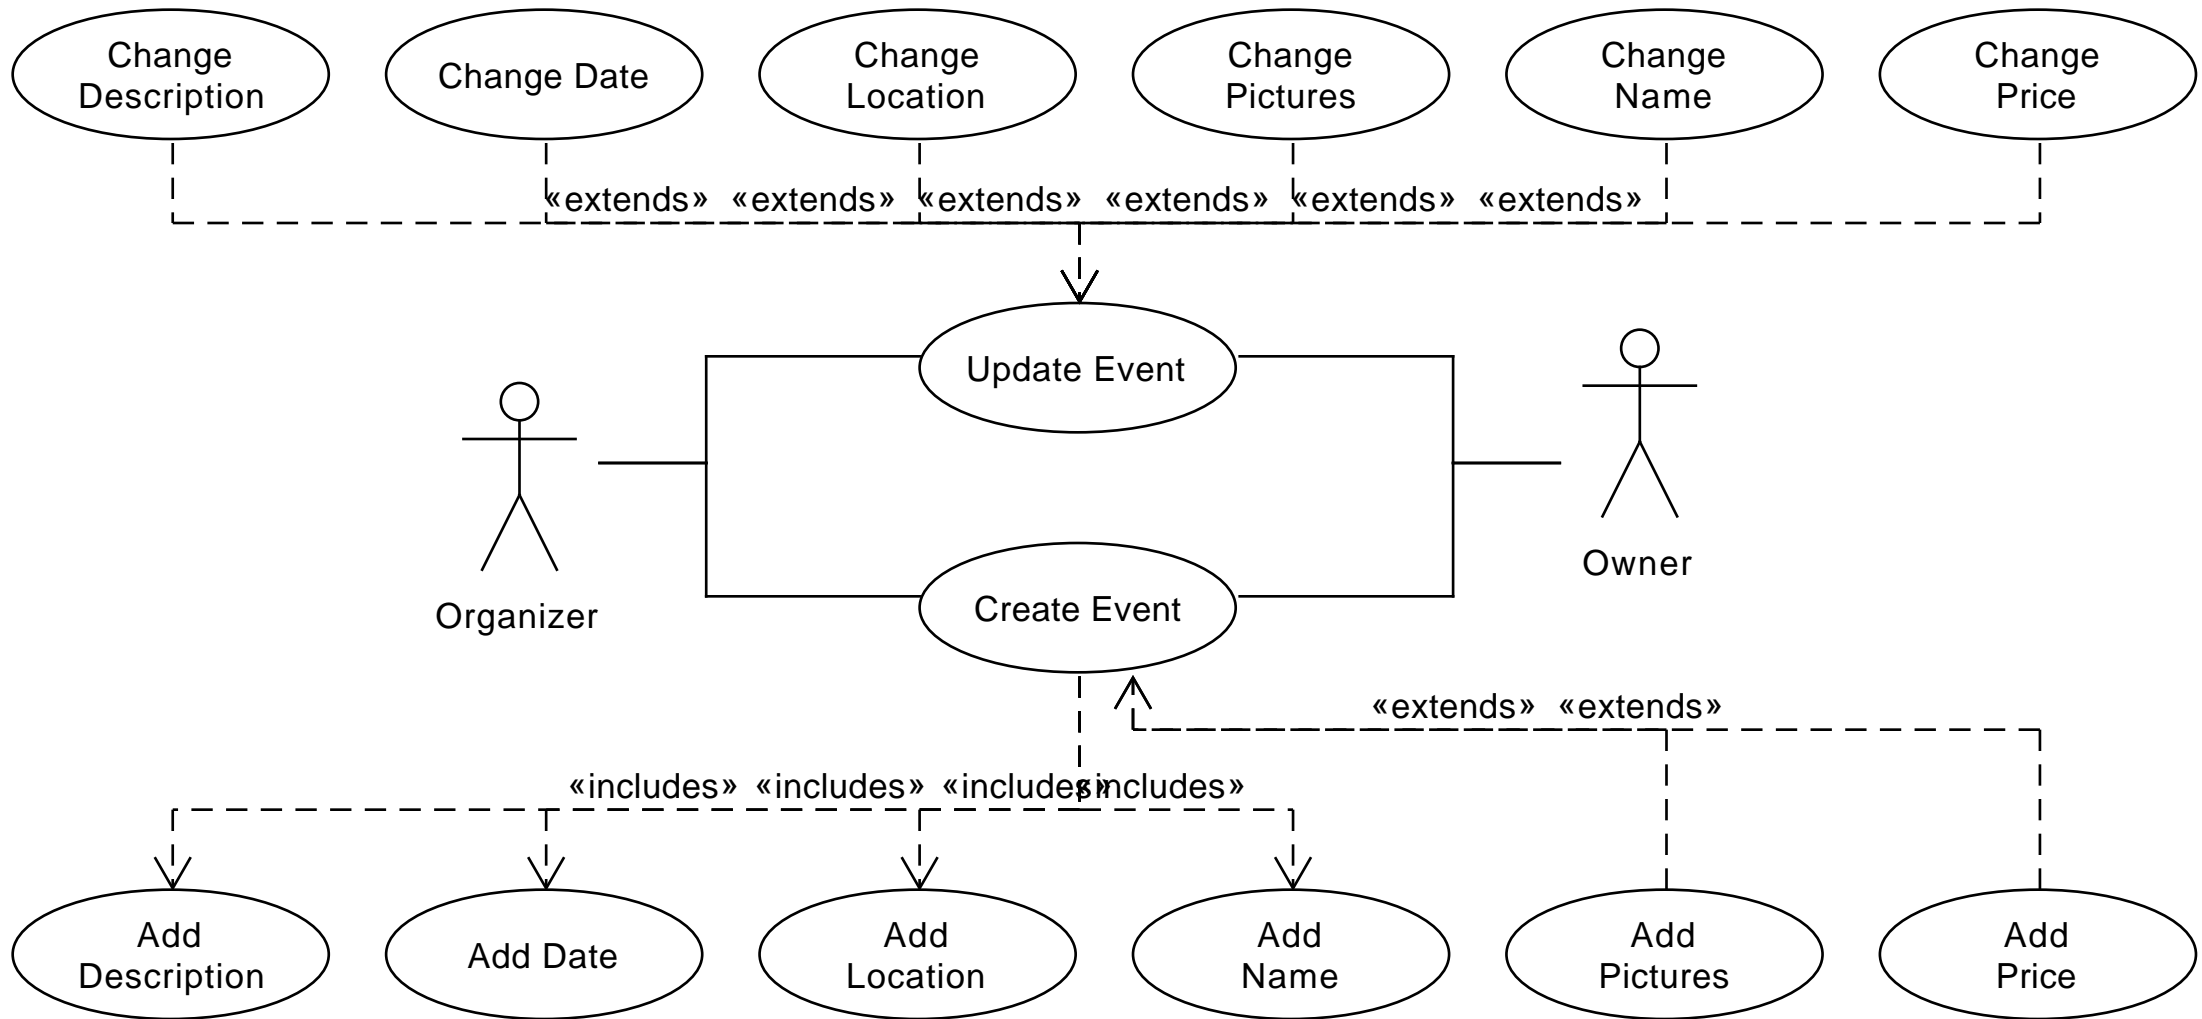 Change
Description
Change Date
Change
Location
Change
Pictures
Change
Name
Change
Price
«extends» «extends» «extends» «extends» «extends» «extends»
Update Event
Organizer
Owner
Create Event
«extends» «extends»
«includes» «includes» «includes» «includes»
Add
Description
Add Date
Add
Location
Add
Name
Add
Pictures
Add
Price